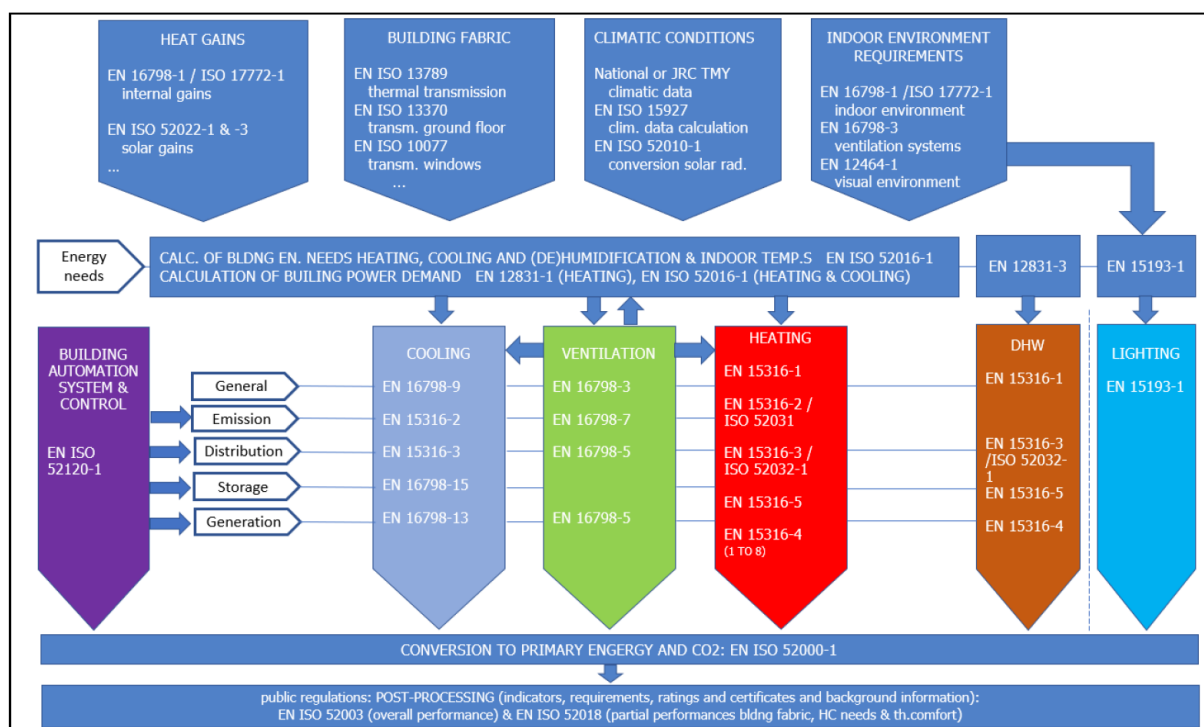 HEAT GAINS
EN 16798-1 / ISO 17772-1
internal gains
EN ISO 52022-1 & -3
solar gains
...
BUILDING FABRIC
EN ISO 13789
thermal transmission
EN ISO 13370
transm. ground floor
EN ISO 10077
transm. windows
...
CLIMATIC CONDITIONS
National or JRC TMY
climatic data
EN ISO 15927
clim. data calculation
EN ISO 52010-1
conversion solar rad.
INDOOR ENVIRONMENT
REQUIREMENTS
EN 16798-1 /ISO 17772-1
indoor environment
EN 16798-3
ventilation systems
EN 12464-1
visual environment
Energy
needs
CALC. OF BLDNG EN. NEEDS HEATING, COOLING AND (DE)HUMIDIFICATION & INDOOR TEMP.S EN ISO 52016-1
CALCULATION OF BUILING POWER DEMAND EN 12831-1 (HEATING), EN ISO 52016-1 (HEATING & COOLING)
EN 12831-3
EN 15193-1
BUILDING
AUTOMATION
SYSTEM &
CONTROL
EN ISO
52120-1
General
Emission
Distribution
Storage
Generation
COOLING
EN 16798-9
EN 15316-2
EN 15316-3
EN 16798-15
EN 16798-13
VENTILATION
EN 16798-3
EN 16798-7
EN 16798-5
EN 16798-5
HEATING
EN 15316-1
EN 15316-2 /
ISO 52031
EN 15316-3 /
ISO 52032-1
EN 15316-5
EN 15316-4
(1 TO 8)
DHW
EN 15316-1
EN 15316-3
/ISO 52032-
1
EN 15316-5
EN 15316-4
LIGHTING
EN 15193-1
CONVERSION TO PRIMARY ENGERGY AND CO2: EN ISO 52000-1
public regulations: POST-PROCESSING (indicators, requirements, ratings and certificates and background information):
EN ISO 52003 (overall performance) & EN ISO 52018 (partial performances bldng fabric, HC needs & th.comfort)